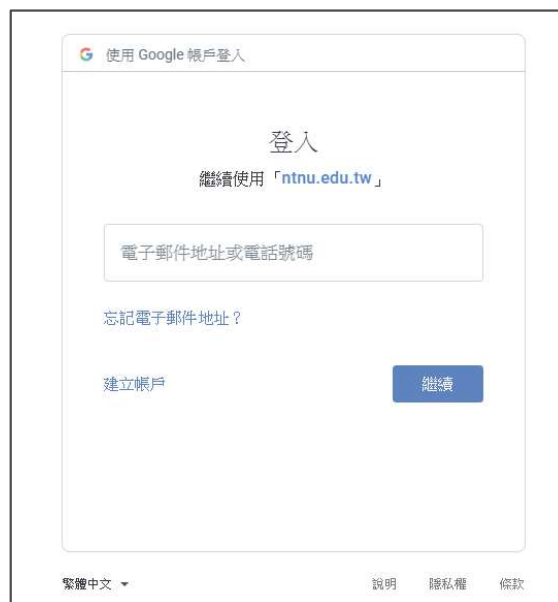 使用 Google 帳戶登入
登入
繼續使用「ntnu.edu.tw」
電子郵件地址或電話號碼
忘記電子郵件地址？
建立帳戶 繼續
繁體中文 說明 隱私權 條款